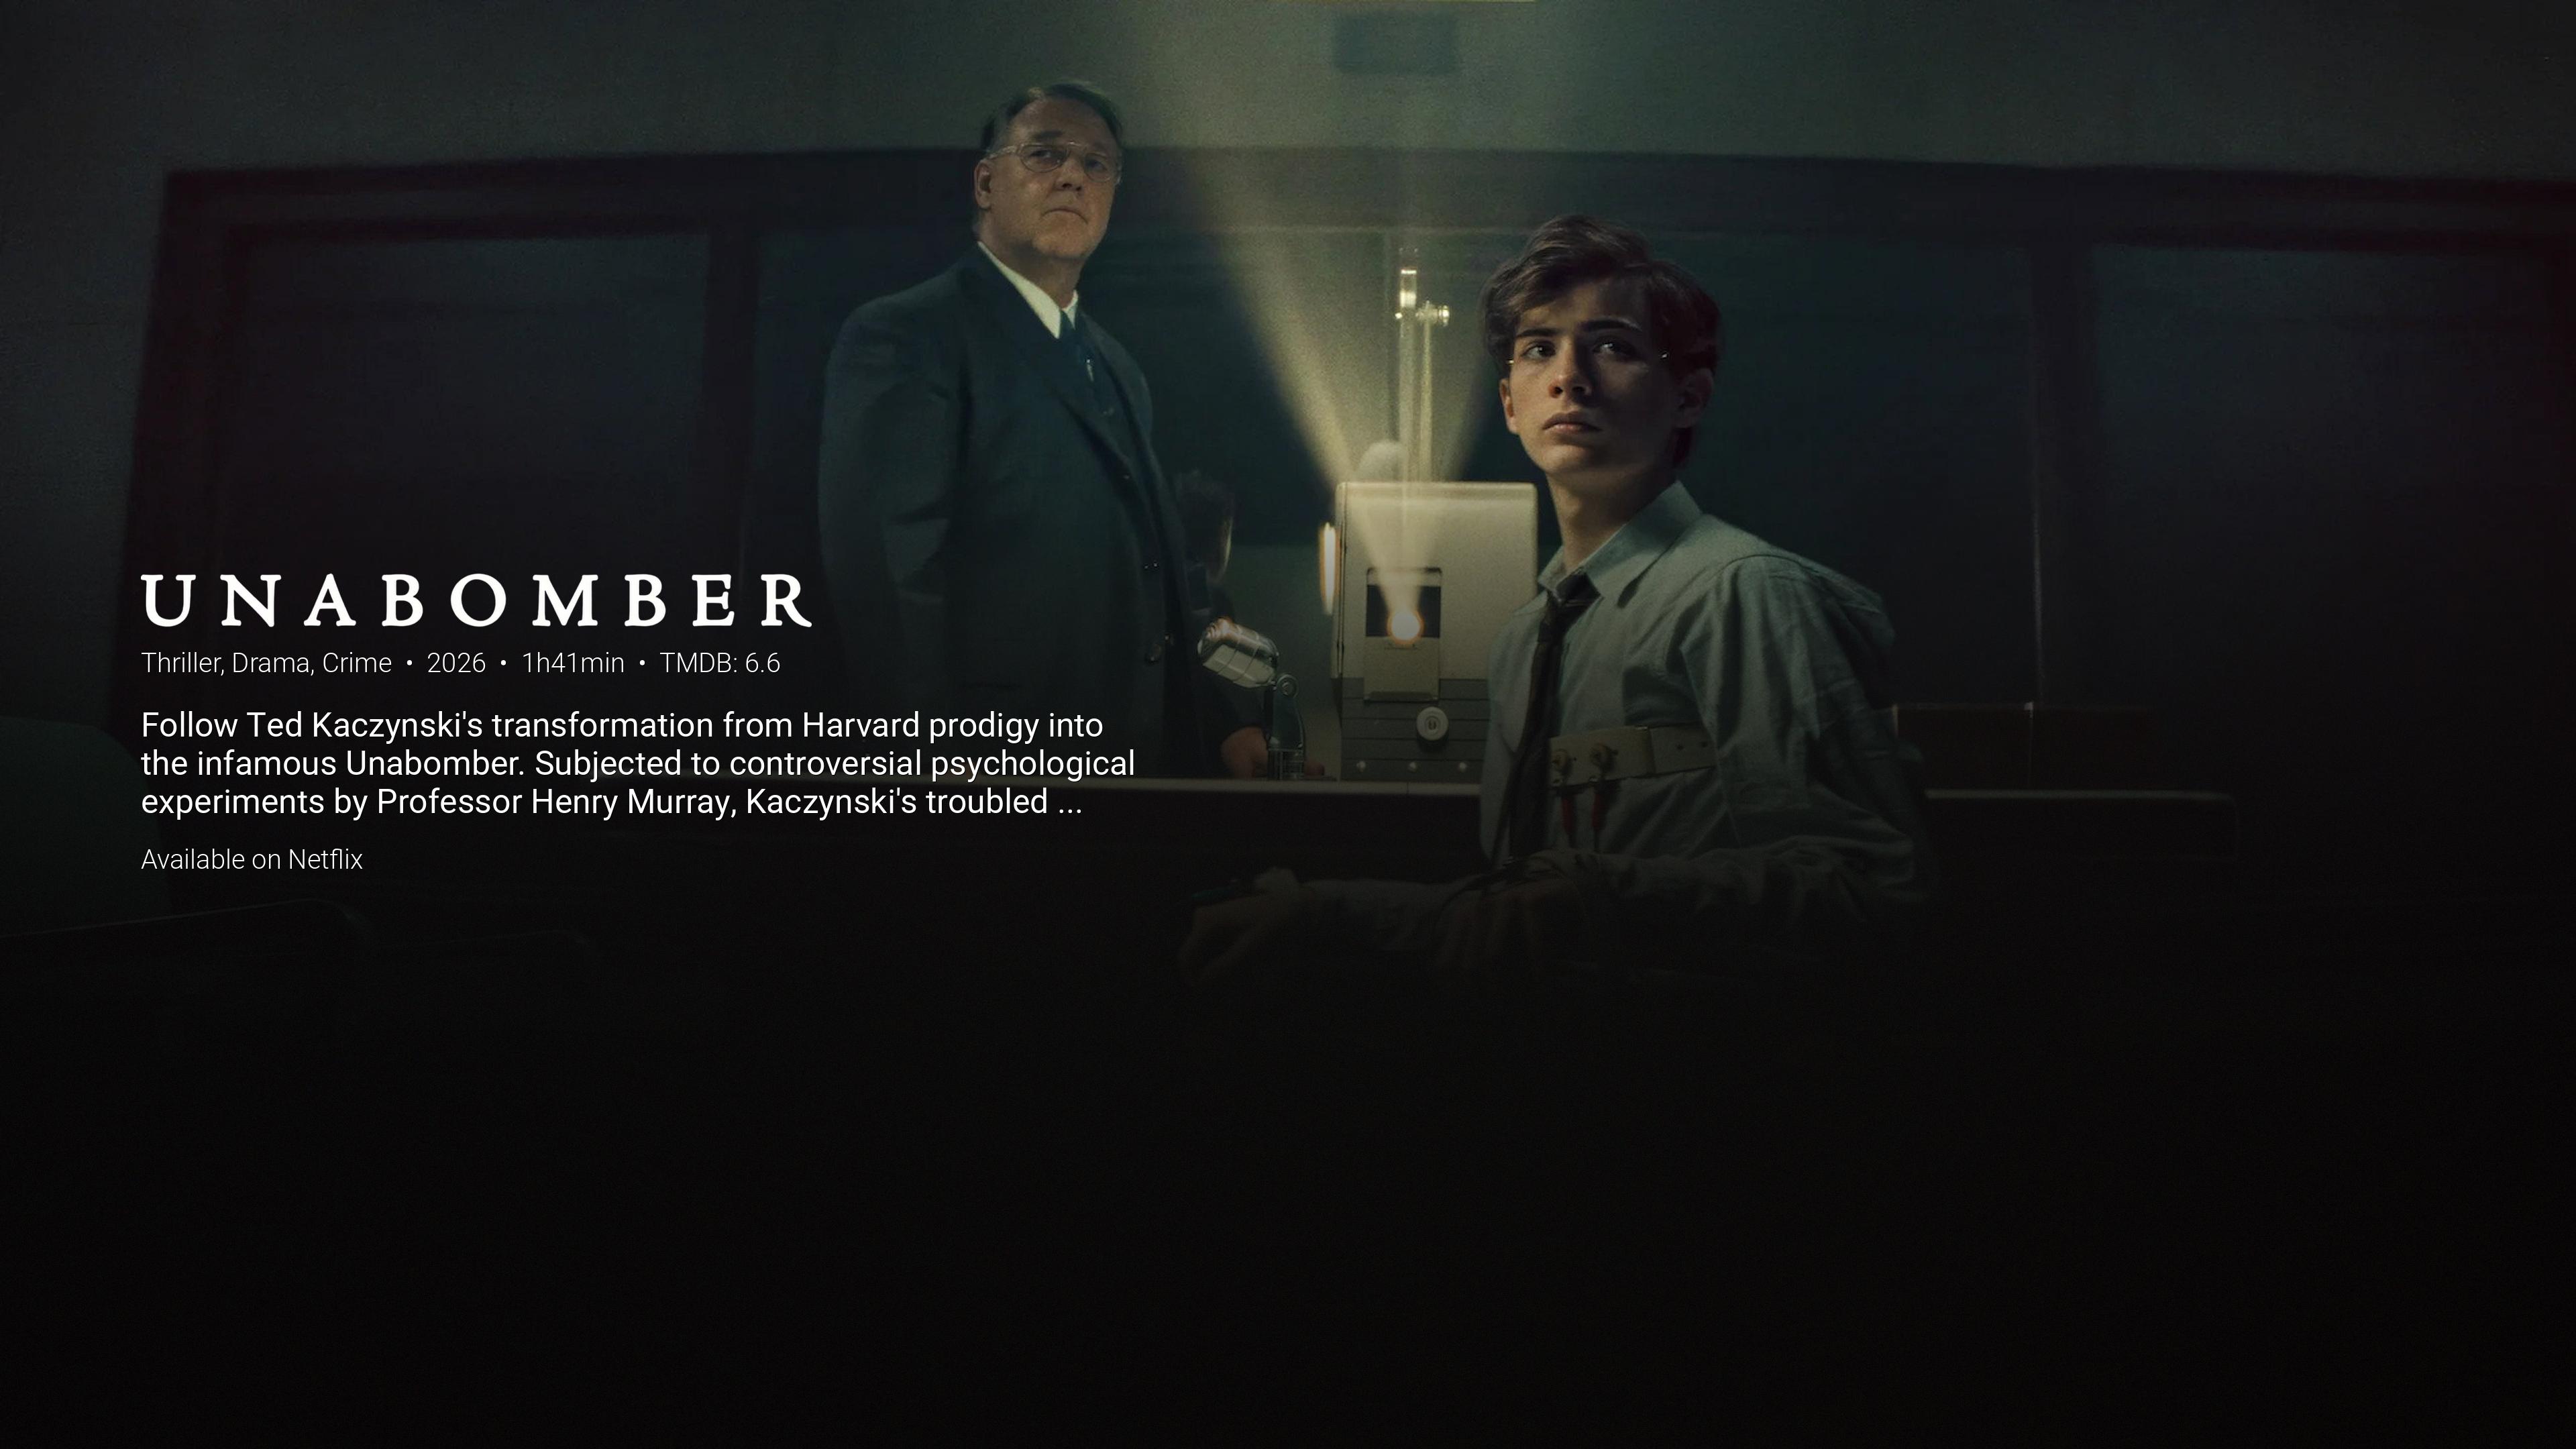 UNABOMBER
Thriller, Drama, Crime • 2026 • 1h41min • TMDB: 6.6
Follow Ted Kaczynski's transformation from Harvard prodigy into
the infamous Unabomber. Subjected to controversial psychological
experiments by Professor Henry Murray, Kaczynski's troubled ...
Available on Netflix